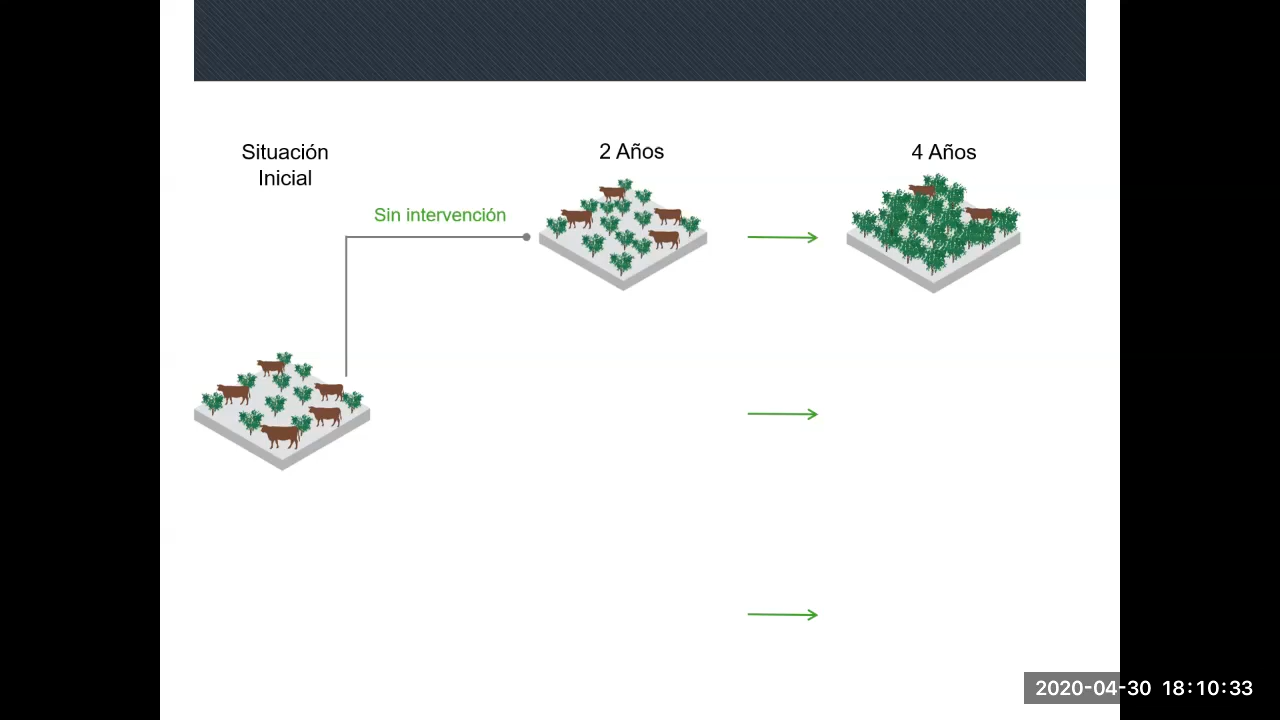 Situación
Inicial
2 Años
4 Años
Sin intervención
2020-04-30 18:10:33